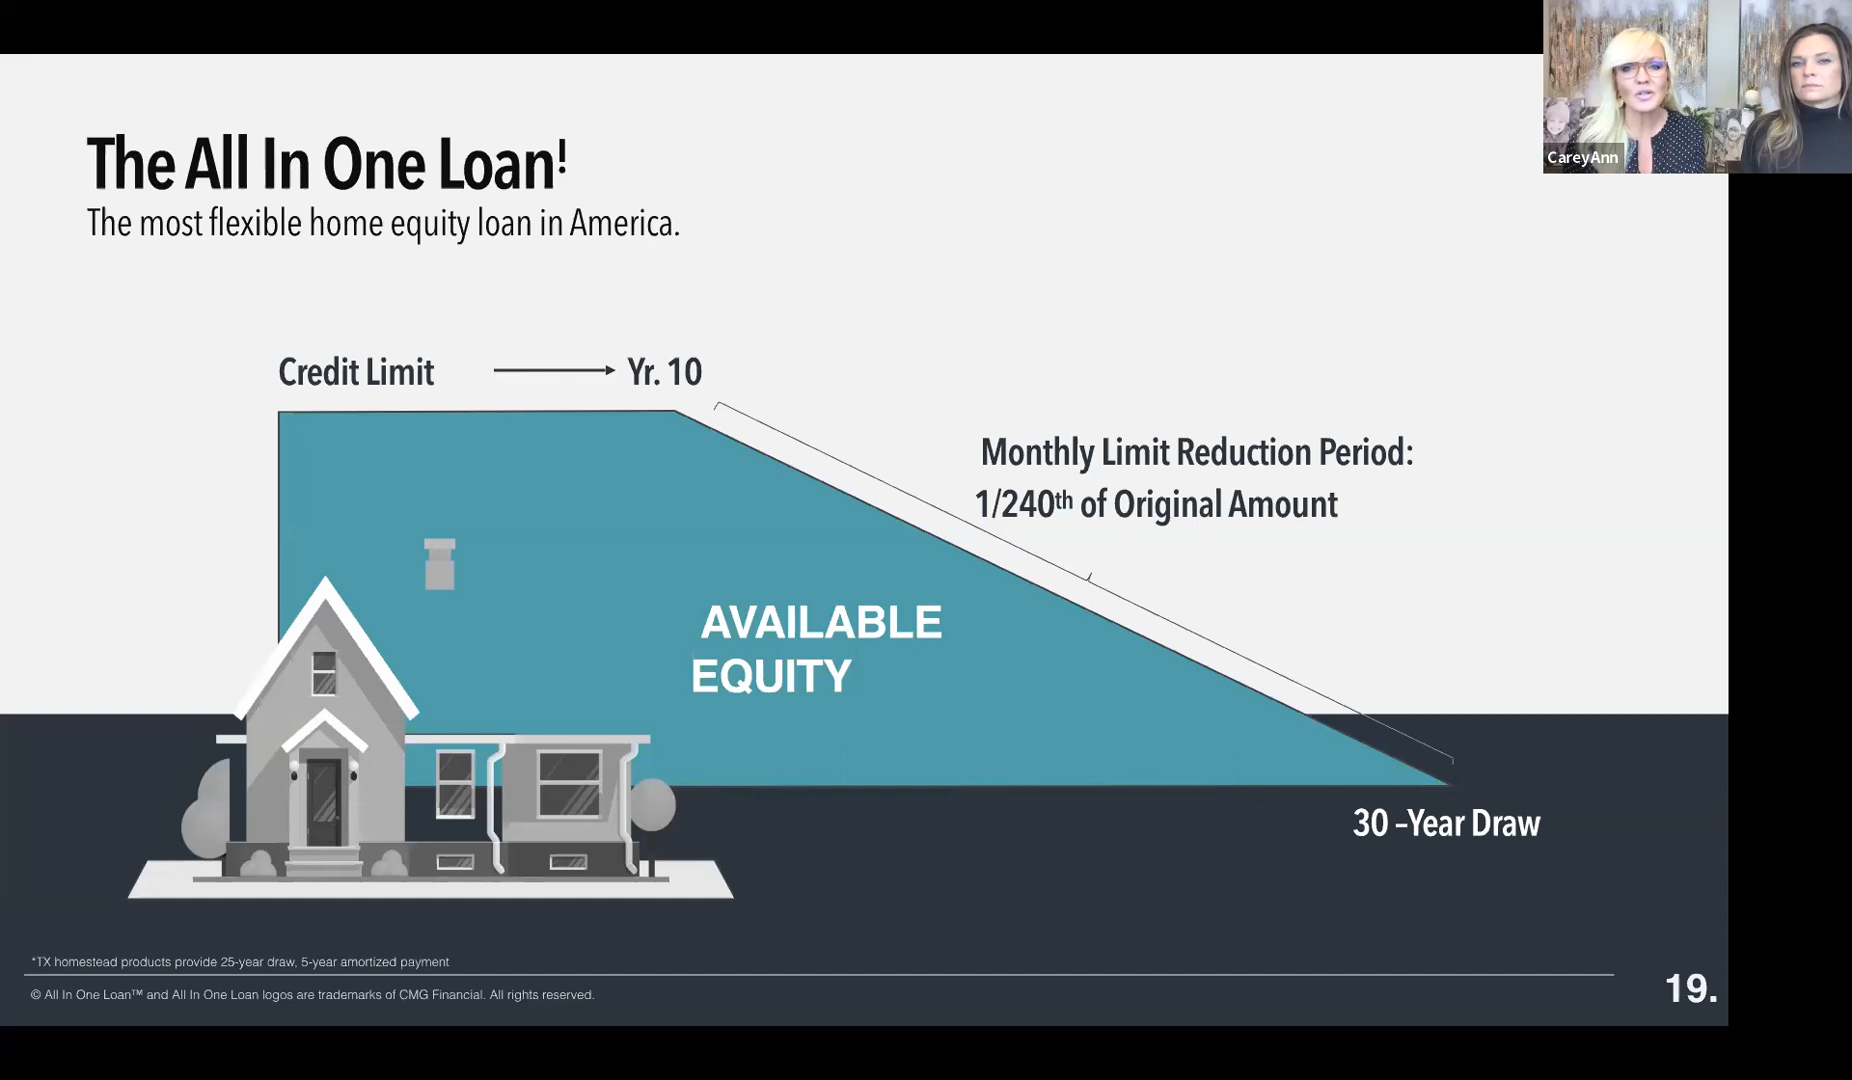 CareyAnn
The All In One Loan!
The most flexible home equity loan in America.
Credit Limit
Yr. 10
Monthly Limit Reduction Period:
1/240th of Original Amount
AVAILABLE
EQUITY
30 –Year Draw
*TX homestead products provide 25-year draw, 5-year amortized payment
© All In One Loan™ and All In One Loan logos are trademarks of CMG Financial. All rights reserved.
19.